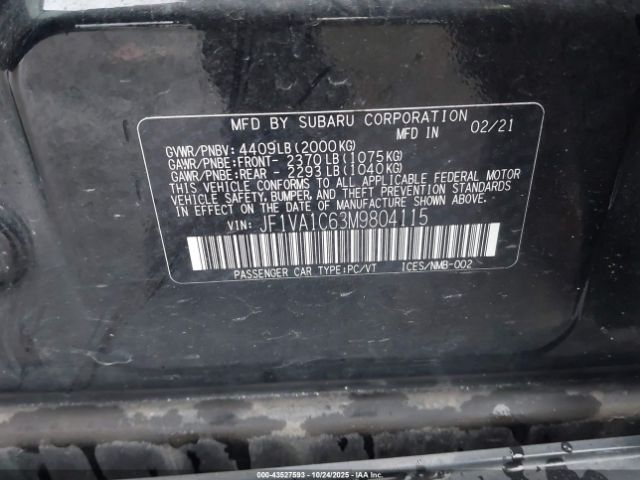 MFD BY SUBARU CORPORATION
MFD IN 02/21
GVWR/PNBV: 4409LB(2000KG)
GAWR/PNBE:FRONT- 2370LB(1075KG)
GAWR/PNBE:REAR - 2293LB(1040KG)
THIS VEHICLE CONFORMS TO ALL APPLICABLE FEDERAL MOTOR
VEHICLE SAFETY, BUMPER, AND THEFT PREVENTION STANDARDS
IN EFFECT ON THE DATE OF MANUFACTURE SHOWN ABOVE.
VIN: JF1VA1C63M9804115
PASSENGER CAR TYPE:PC/VT ICES/NMB-002
000-43527593 - 10/24/2025 - IAAI.COM